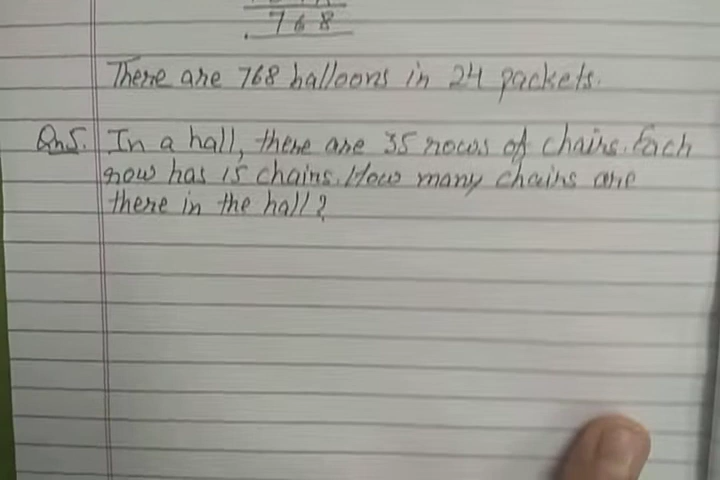 768
There are 768 balloons in 24 packets.
Qn5. In a hall, there are 35 rows of chairs. Each
row has 15 chairs. How many chairs are
there in the hall?